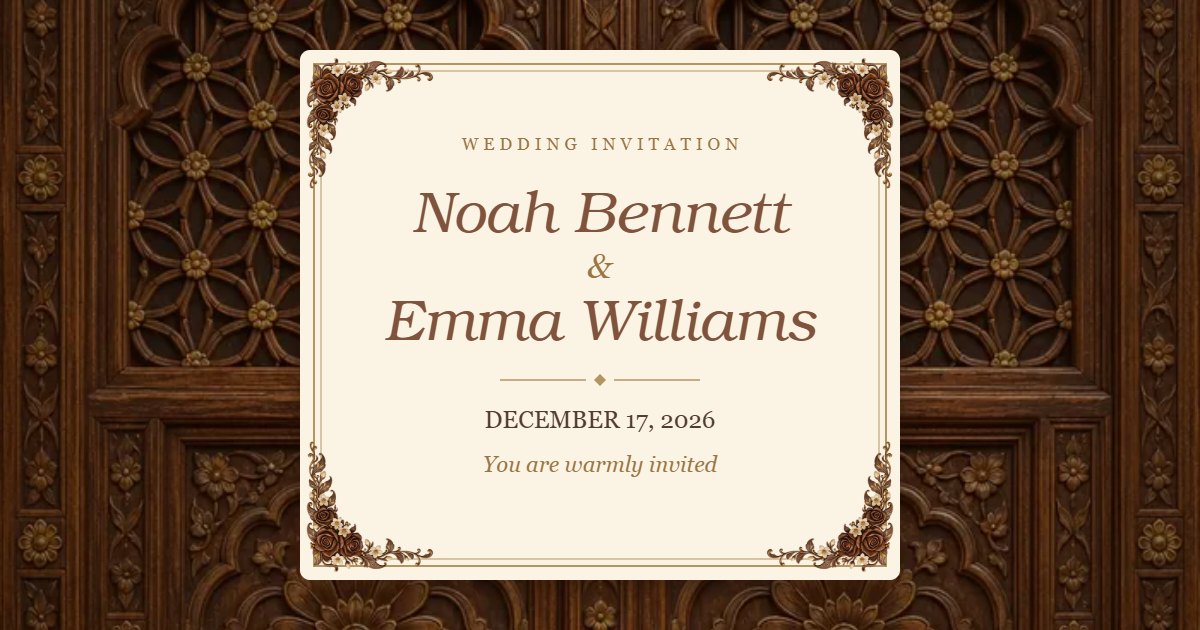 WEDDING INVITATION
Noah Bennett
&
Emma Williams
DECEMBER 17, 2026
You are warmly invited